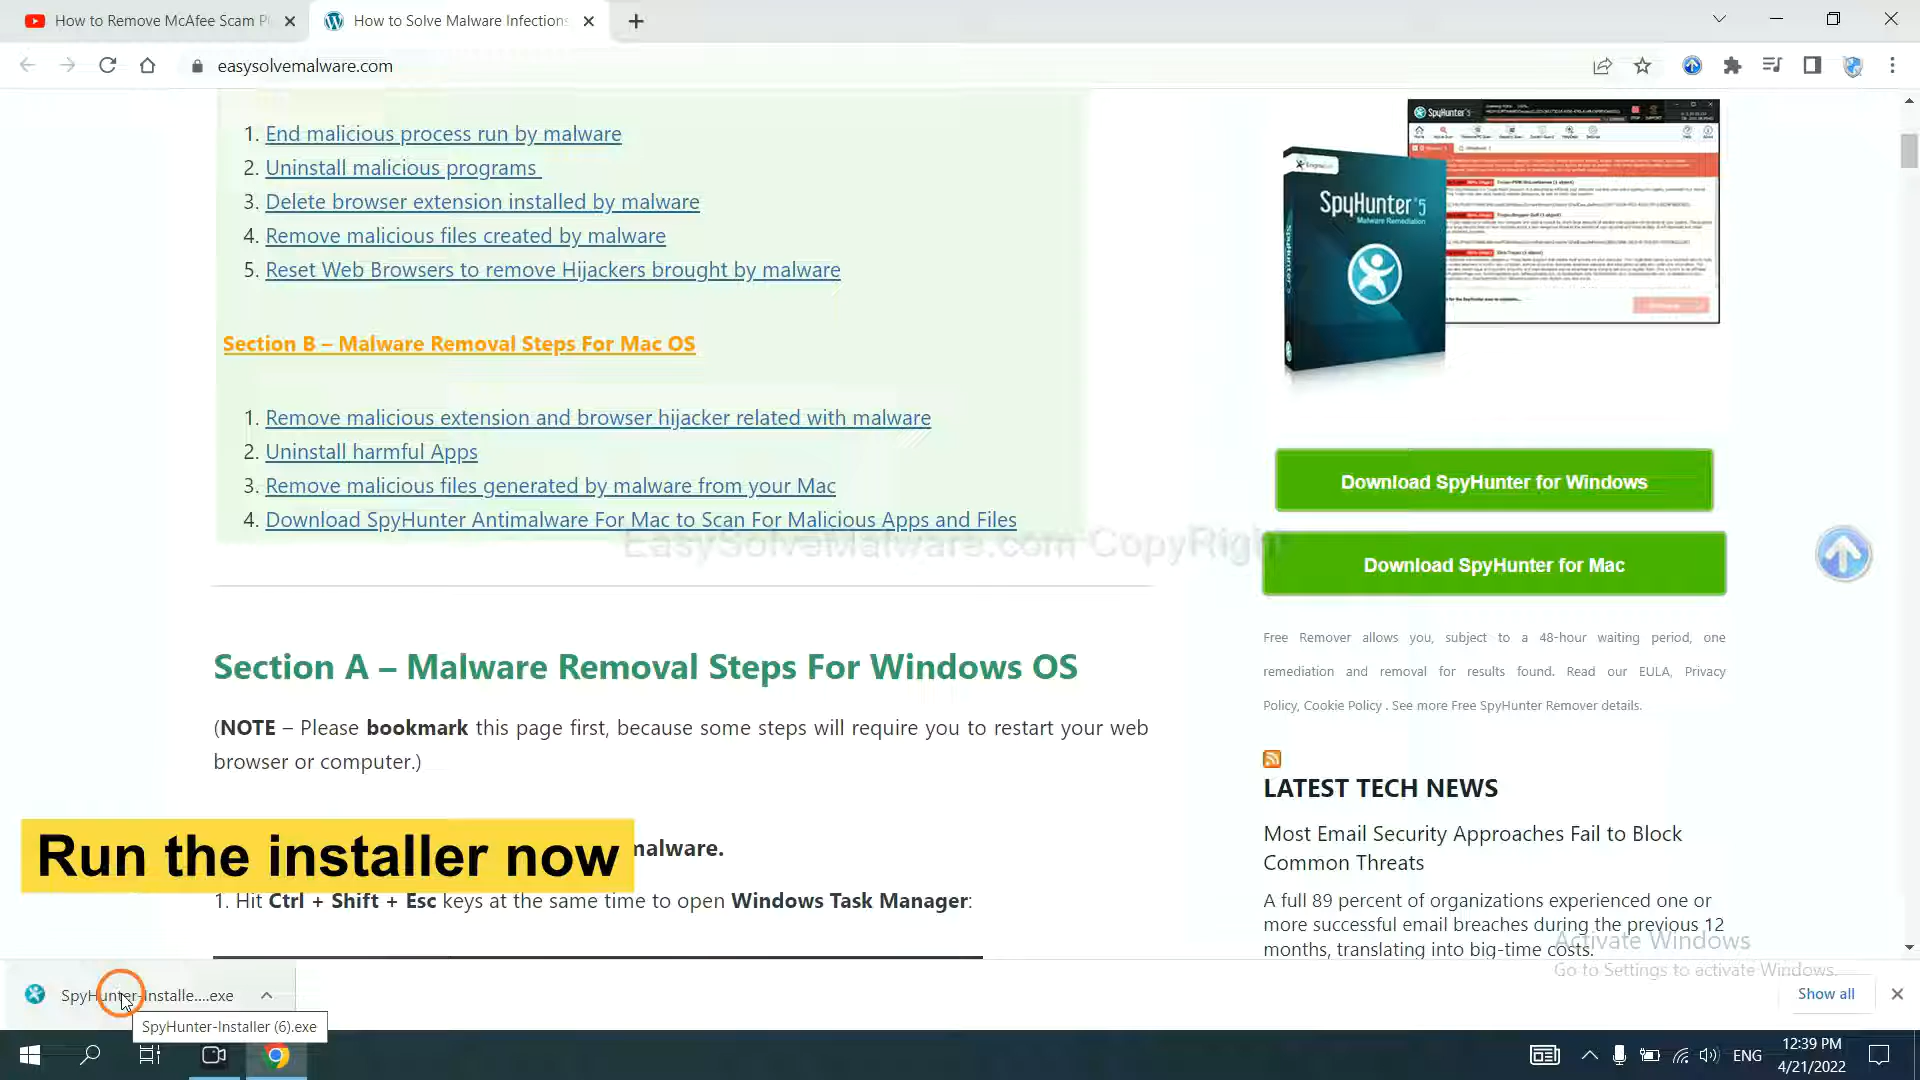 How to Remove McAfee Scam P
How to Solve Malware Infections
easysolvemalware.com
1. End malicious process run by malware
2. Uninstall malicious programs
3. Delete browser extension installed by malware
4. Remove malicious files created by malware
5. Reset Web Browsers to remove Hijackers brought by malware
Section B – Malware Removal Steps For Mac OS
1. Remove malicious extension and browser hijacker related with malware
2. Uninstall harmful Apps
3. Remove malicious files generated by malware from your Mac
4. Download SpyHunter Antimalware For Mac to Scan For Malicious Apps and Files
EasySolveMalware.com CopyRight
Section A – Malware Removal Steps For Windows OS
(NOTE – Please bookmark this page first, because some steps will require you to restart your web
browser or computer.)
Run the installer now
malware.
1. Hit Ctrl + Shift + Esc keys at the same time to open Windows Task Manager:
SpyHunter 5
SpyHunter 5
Malware Remediation
Download SpyHunter for Windows
Download SpyHunter for Mac
Free Remover allows you, subject to a 48-hour waiting period, one
remediation and removal for results found. Read our EULA, Privacy
Policy, Cookie Policy . See more Free SpyHunter Remover details.
LATEST TECH NEWS
Most Email Security Approaches Fail to Block
Common Threats
A full 89 percent of organizations experienced one or
more successful email breaches during the previous 12
months, translating into big-time costs.
Activate Windows
Go to Settings to activate Windows.
SpyHunter-Installe....exe
Show all
SpyHunter-Installer (6).exe
ENG
12:39 PM
4/21/2022